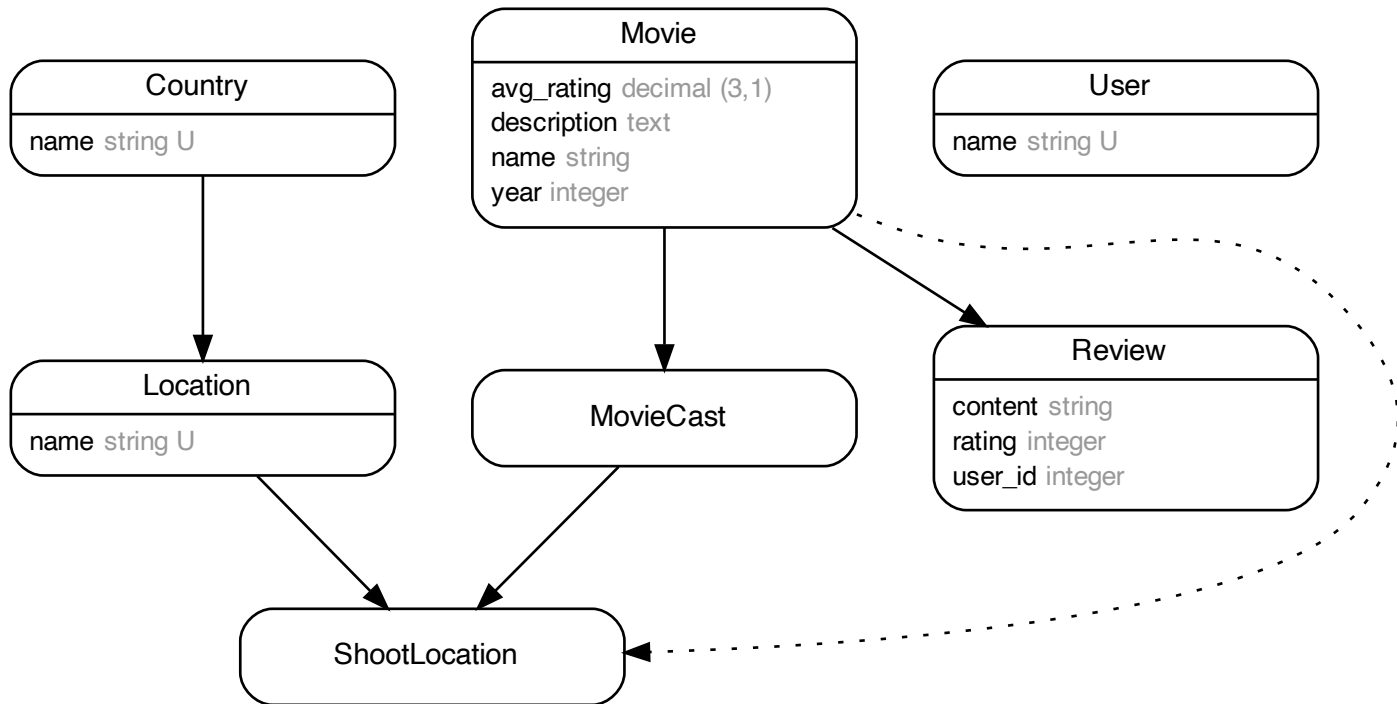 Movie
avg_rating decimal (3,1)
description text
name string
year integer
Country
name string U
User
name string U
Location
name string U
MovieCast
Review
content string
rating integer
user_id integer
ShootLocation